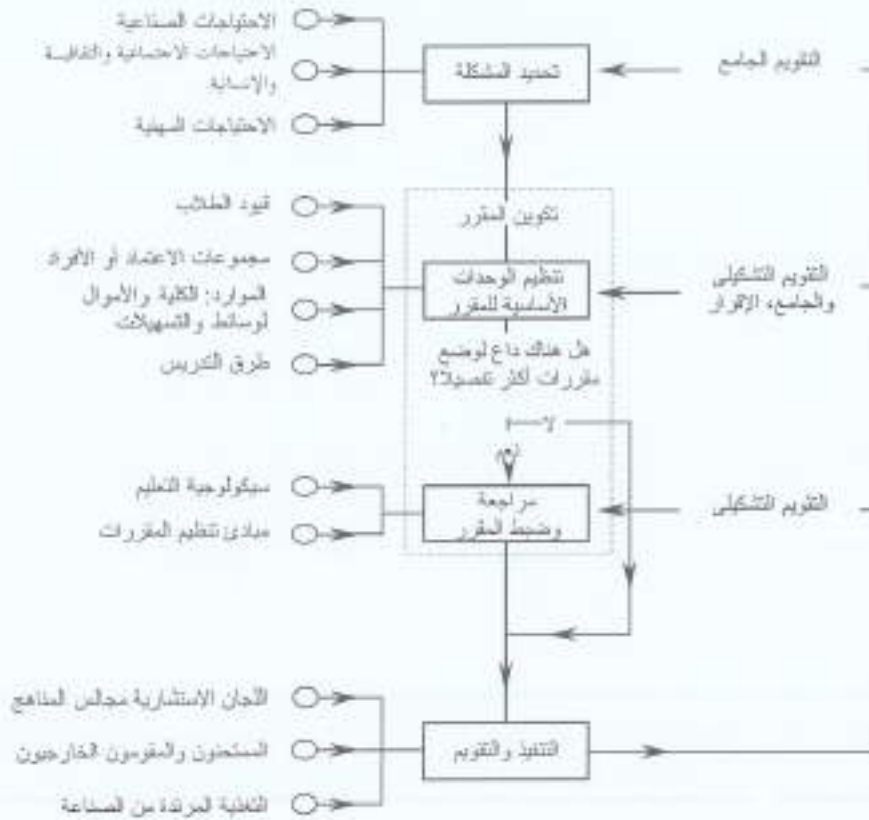 الاحتياجات الصناعية
الاحتياجات الاجتماعية والثقافية
والإنسانية
الاحتياجات المهنية
تحديد المشكلة
التقويم الجامع
قيود الطلاب
مجموعات الاعتماد أو الأفراد
الموارد: الكلية والأموال
لوسائط والتسهيلات
طرق التدريس
تكوين المقرر
تنظيم الوحدات
الأساسية للمقرر
هل هناك داع لوضع
مقررات أكثر تفصيلاً؟
لا
نعم
التقويم التشكيلى
والجامع، الإقرار
سيكولوجية التعليم
مبادئ تنظيم المقررات
مراجعة
وضبط المقرر
التقويم التشكيلى
اللجان الاستشارية مجالس المناهج
الممتحنون والمقومون الخارجيون
التغذية المرتدة من الصناعة
التنفيذ والتقويم